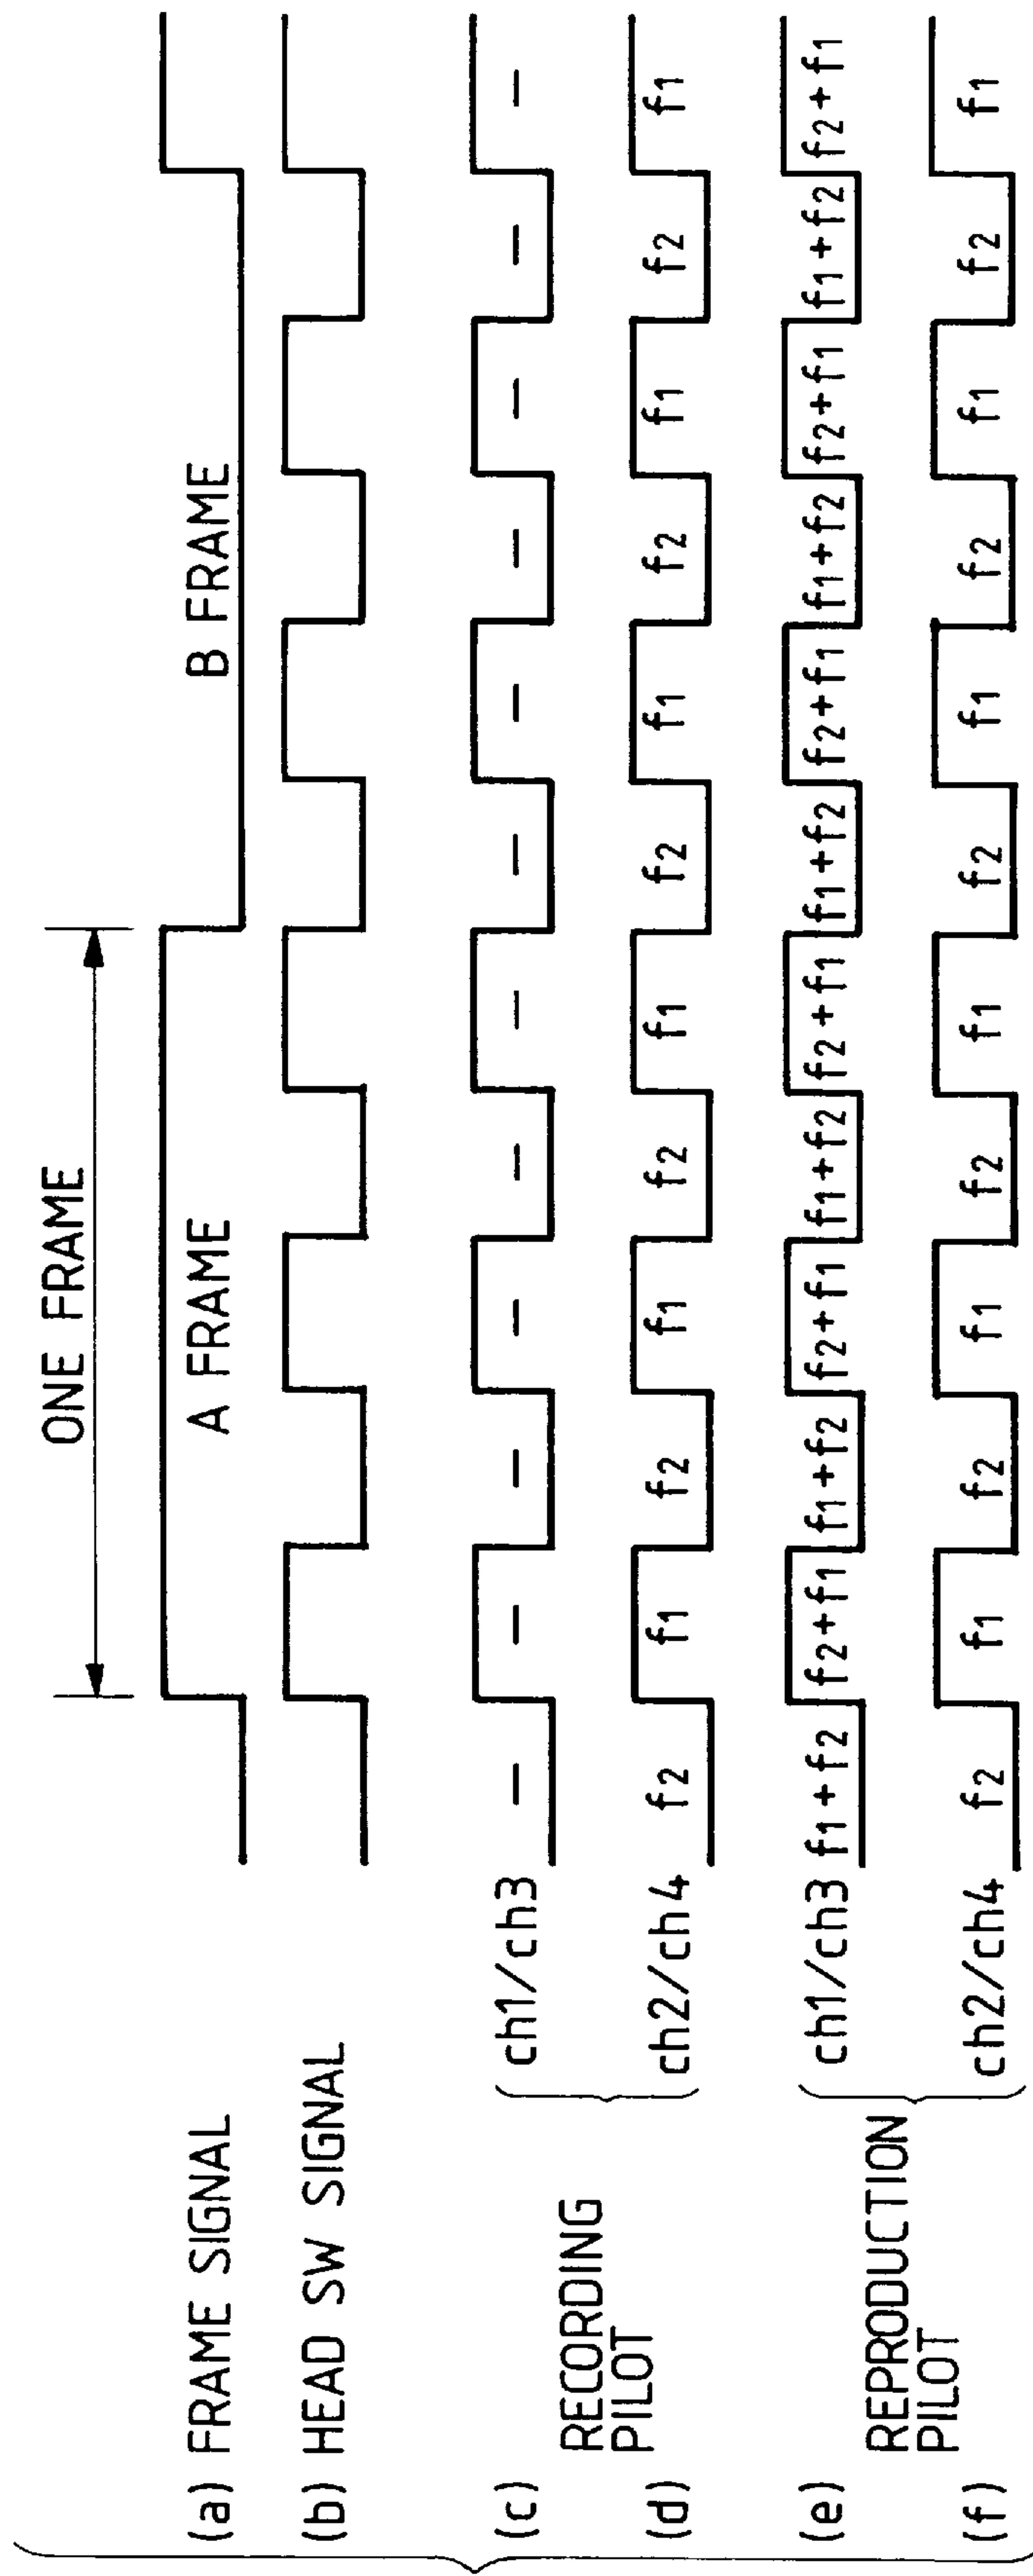 ONE FRAME
(a) FRAME SIGNAL A FRAME B FRAME
(b) HEAD SW SIGNAL
(c) ch1/ch3 — — — — — — — — — — — —
RECORDING
PILOT
(d) ch2/ch4 f2 f1 f2 f1 f2 f1 f2 f1 f2 f1 f2 f1
(e) ch1/ch3 f1+f2 f2+f1 f1+f2 f2+f1 f1+f2 f2+f1 f1+f2 f2+f1 f1+f2 f2+f1 f1+f2 f2+f1
REPRODUCTION
PILOT
(f) ch2/ch4 f2 f1 f2 f1 f2 f1 f2 f1 f2 f1 f2 f1